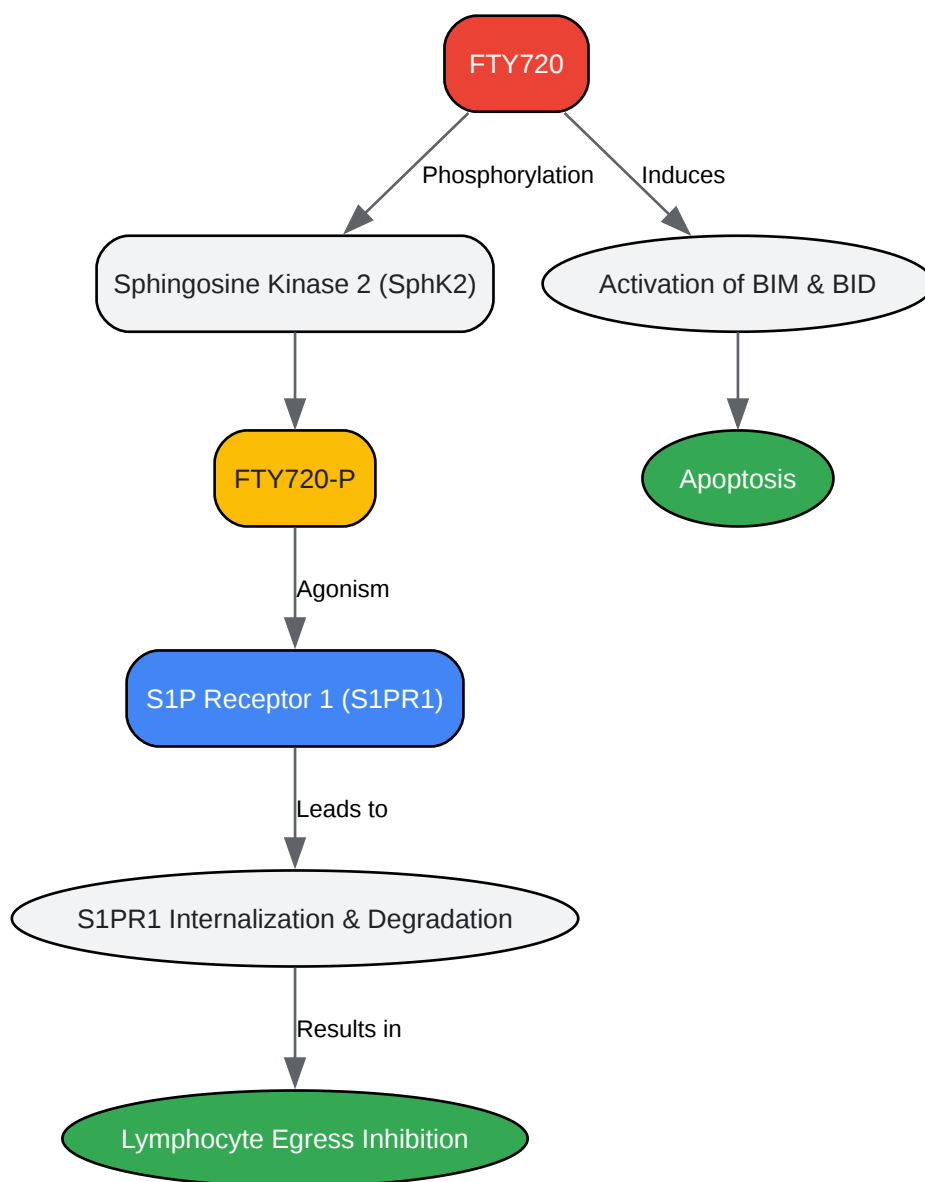 FTY720
Phosphorylation
Induces
Sphingosine Kinase 2 (SphK2)
Activation of BIM & BID
FTY720-P
Apoptosis
Agonism
S1P Receptor 1 (S1PR1)
Leads to
S1PR1 Internalization & Degradation
Results in
Lymphocyte Egress Inhibition